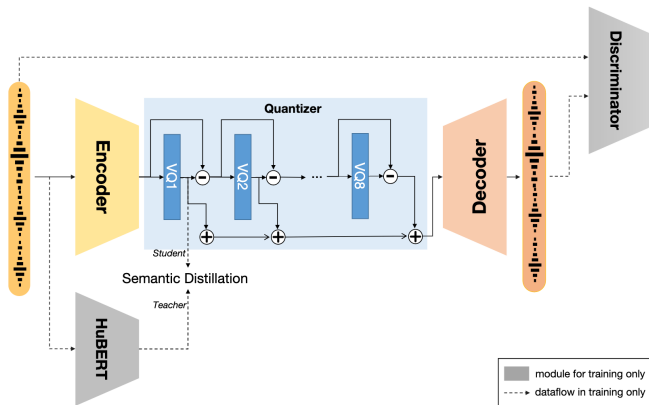 Discriminator
Quantizer
Encoder
VQ1
VQ2
...
VQ8
Decoder
Student
Semantic Distillation
Teacher
HuBERT
module for training only
dataflow in training only